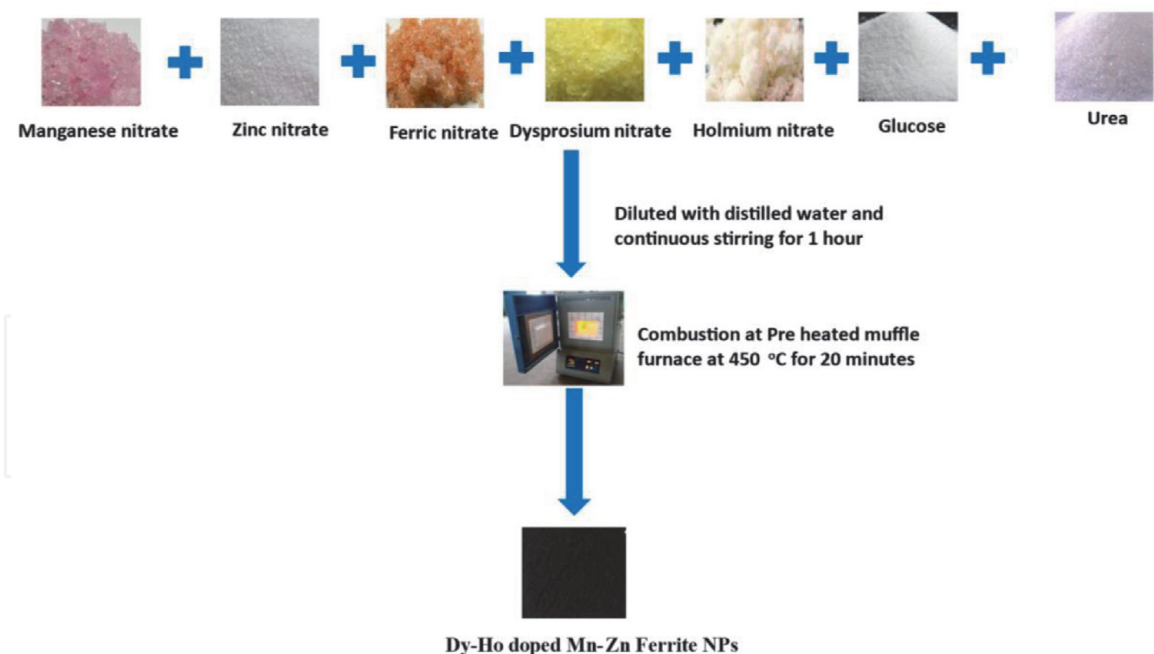 Manganese nitrate
Zinc nitrate
Ferric nitrate
Dysprosium nitrate
Holmium nitrate
Glucose
Urea
Diluted with distilled water and
continuous stirring for 1 hour
Combustion at Pre heated muffle
furnace at 450 °C for 20 minutes
Dy-Ho doped Mn-Zn Ferrite NPs